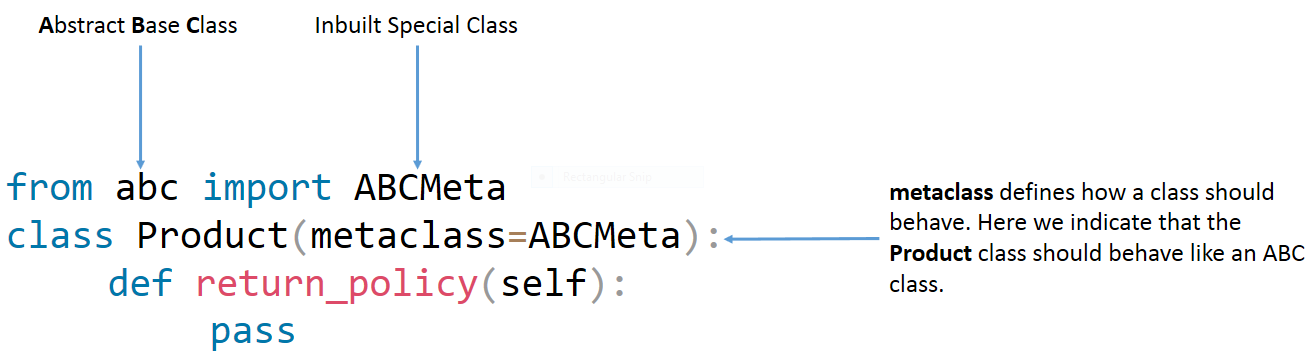 Abstract Base Class
Inbuilt Special Class
from abc import ABCMeta
class Product(metaclass=ABCMeta):
def return_policy(self):
pass
Rectangular Snip
metaclass defines how a class should
behave. Here we indicate that the
Product class should behave like an ABC
class.